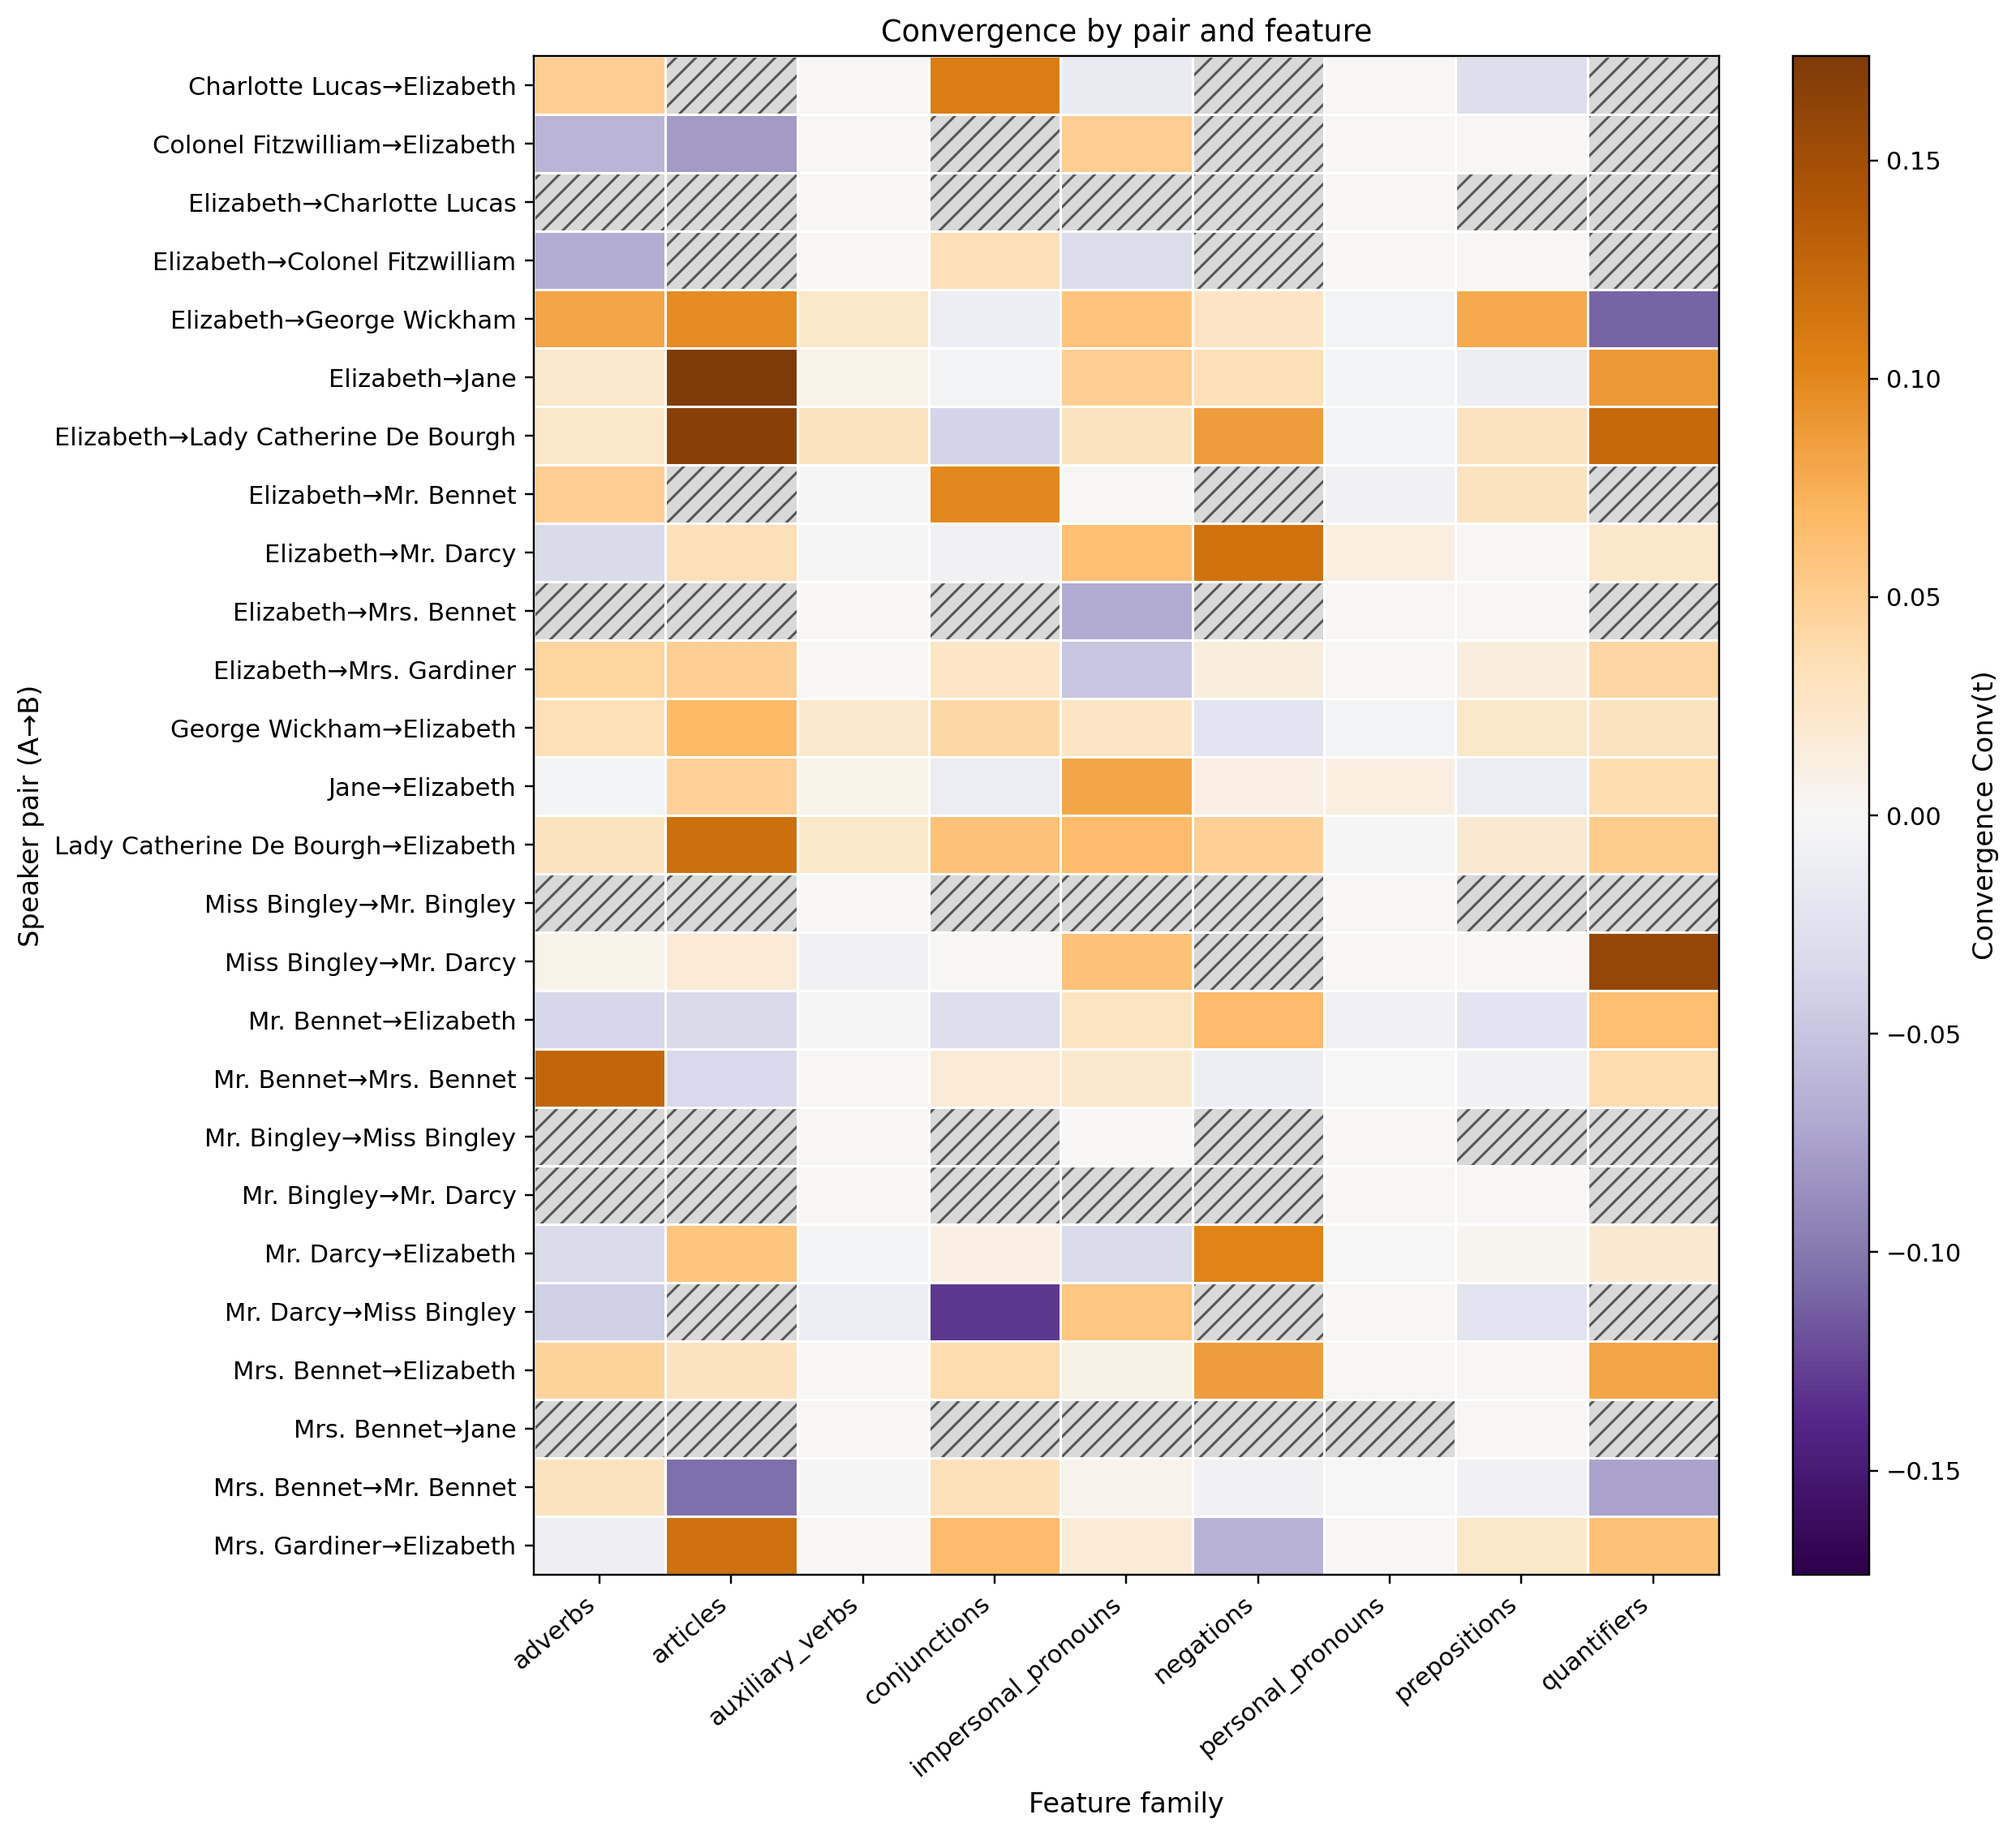 Convergence by pair and feature
Charlotte Lucas→Elizabeth
Colonel Fitzwilliam→Elizabeth
Elizabeth→Charlotte Lucas
Elizabeth→Colonel Fitzwilliam
Elizabeth→George Wickham
Elizabeth→Jane
Elizabeth→Lady Catherine De Bourgh
Elizabeth→Mr. Bennet
Elizabeth→Mr. Darcy
Elizabeth→Mrs. Bennet
Elizabeth→Mrs. Gardiner
George Wickham→Elizabeth
Jane→Elizabeth
Lady Catherine De Bourgh→Elizabeth
Miss Bingley→Mr. Bingley
Miss Bingley→Mr. Darcy
Mr. Bennet→Elizabeth
Mr. Bennet→Mrs. Bennet
Mr. Bingley→Miss Bingley
Mr. Bingley→Mr. Darcy
Mr. Darcy→Elizabeth
Mr. Darcy→Miss Bingley
Mrs. Bennet→Elizabeth
Mrs. Bennet→Jane
Mrs. Bennet→Mr. Bennet
Mrs. Gardiner→Elizabeth
Speaker pair (A→B)
adverbs
articles
auxiliary_verbs
conjunctions
impersonal_pronouns
negations
personal_pronouns
prepositions
quantifiers
Feature family
0.15
0.10
0.05
0.00
−0.05
−0.10
−0.15
Convergence Conv(t)